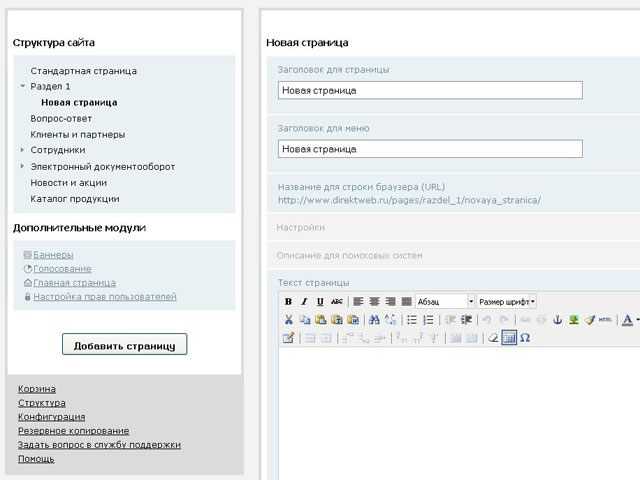 Структура сайта
Стандартная страница
Раздел 1
Новая страница
Вопрос-ответ
Клиенты и партнеры
Сотрудники
Электронный документооборот
Новости и акции
Каталог продукции
Дополнительные модули
Баннеры
Голосование
Главная страница
Настройка прав пользователей
Добавить страницу
Корзина
Структура
Конфигурация
Резервное копирование
Задать вопрос в службу поддержки
Помощь
Новая страница
Заголовок для страницы
Новая страница
Заголовок для меню
Новая страница
Название для строки браузера (URL)
http://www.direktweb.ru/pages/razdel_1/novaya_stranica/
Настройки
Описание для поисковых систем
Текст страницы
B I U ABC Абзац Размер шрифт
HTML A
Ω